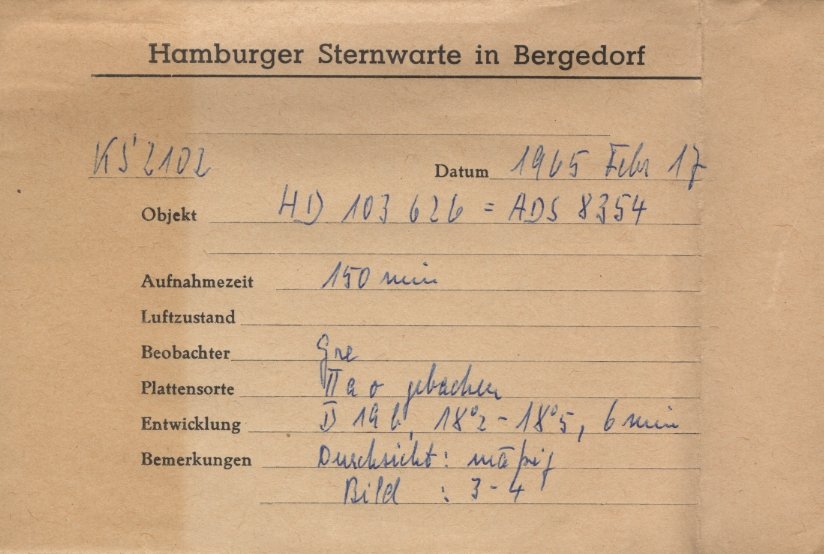 Hamburger Sternwarte in Bergedorf
KS 2102 Datum 1965 Febr 17
Objekt HD 103 626 = ADS 8354
Aufnahmezeit 150 min
Luftzustand
Beobachter Gre
Plattensorte II a o gebacken
Entwicklung D 19 b, 18°2 - 18°5, 6 min
Bemerkungen Durchsicht: mäßig
Bild : 3-4